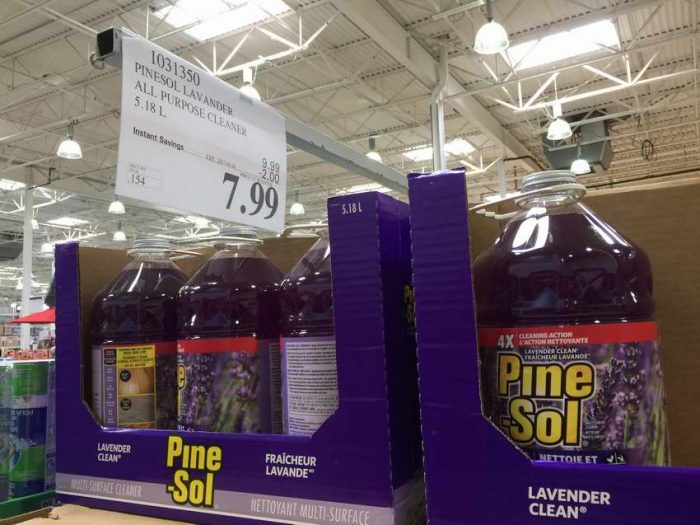 1031350
PINESOL LAVANDER
ALL PURPOSE CLEANER
5.18 L
Instant Savings
9.99
-2.00
.154
7.99
5.18 L
LAVENDER
CLEAN®
Pine
-Sol
FRAÎCHEUR
LAVANDE
MULTI-SURFACE CLEANER
NETTOYANT MULTI-SURFACE
4X CLEANING ACTION
L'ACTION NETTOYANTE
LAVENDER CLEAN
FRAÎCHEUR LAVANDE
Pine
-Sol
NETTOIE ET
LAVENDER
CLEAN®